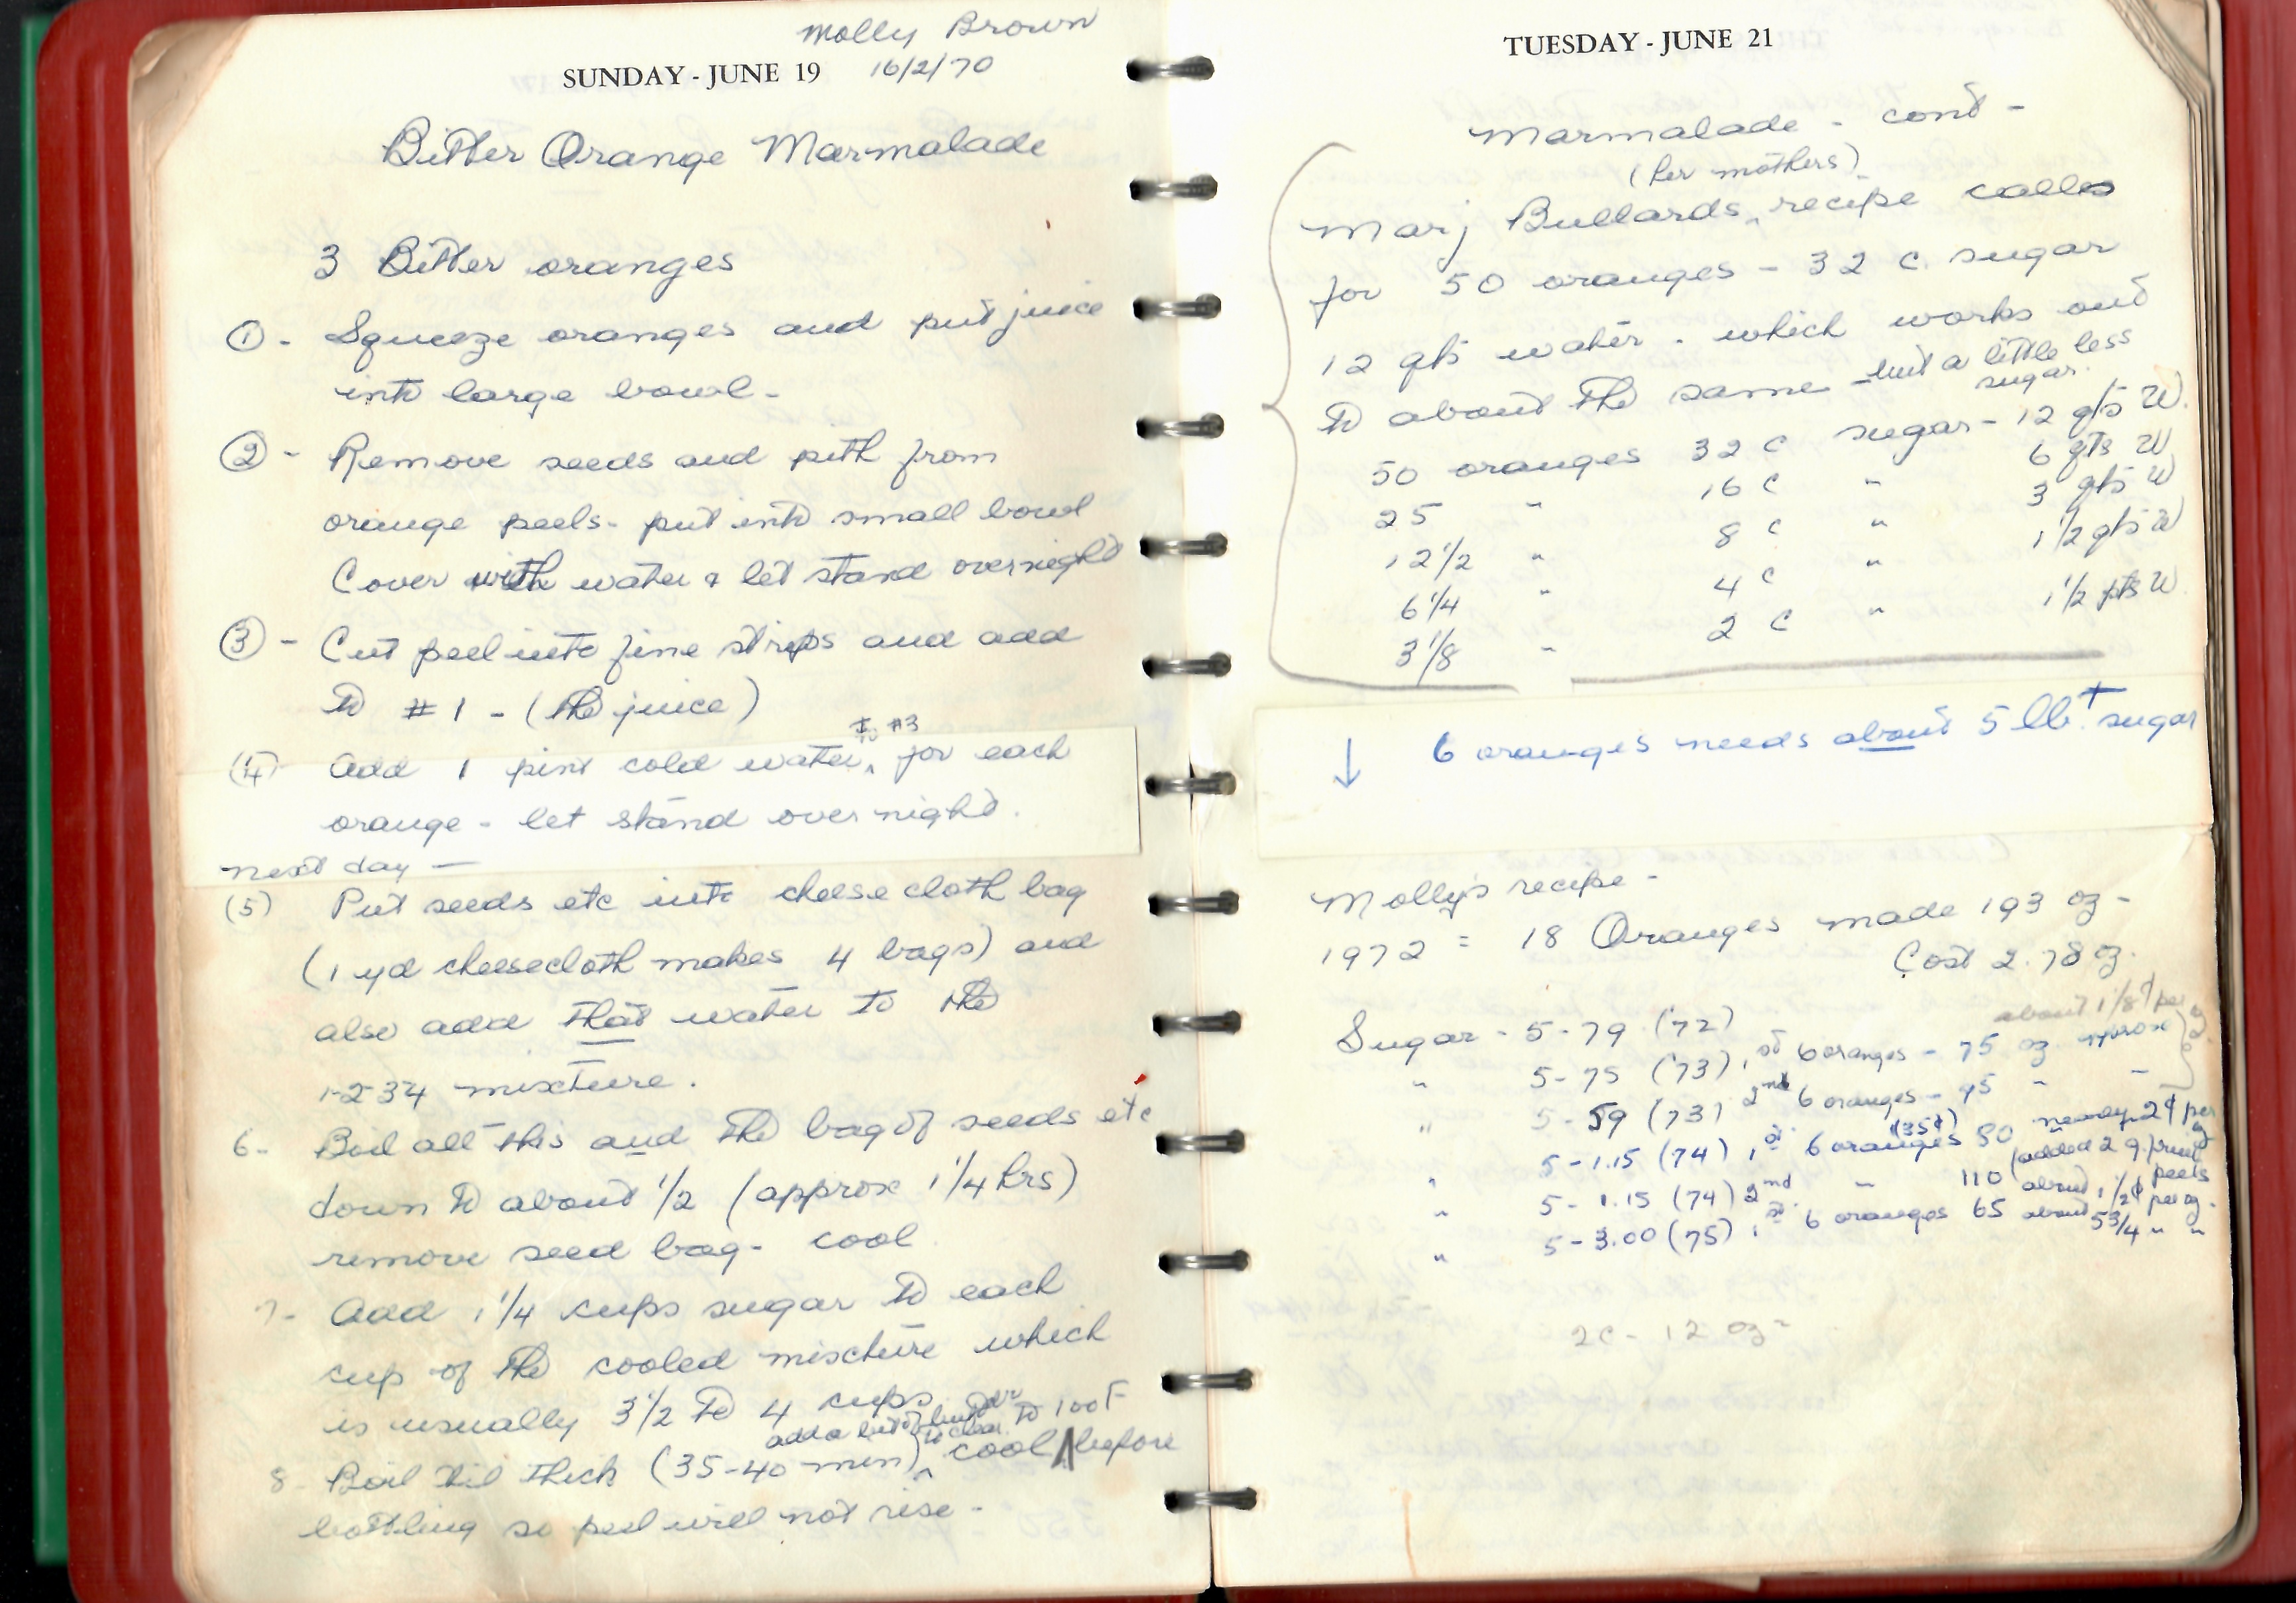 Molly Brown
SUNDAY - JUNE 19 16/2/70
Bitter Orange Marmalade
3 Bitter oranges
① - Squeeze oranges and put juice
into large bowl -
② - Remove seeds and pith from
orange peels - put into small bowl
Cover with water & let stand overnight
③ - Cut peel into fine strips and add
to # 1 - (the juice)
to #3
(4) Add 1 pint cold water ‸ for each
orange - let stand over night.
next day —
(5) Put seeds etc into cheese cloth bag
(1 yd cheesecloth makes 4 bags) and
also add that water to the
1-2-34 mixture.
6- Boil all this and the bag of seeds etc
down to about 1/2 (approx 1 1/4 hrs)
remove seed bag - cool
7- Add 1 1/4 cups sugar to each
cup of the cooled mixture which
is usually 3 1/2 to 4 cups
add a bit of butter to clear to 100 F
8- Boil til thick (35-40 min) ‸ cool ‸ before
bottling so peel will not rise -
TUESDAY - JUNE 21
Marmalade - cont -
(her mothers)
Marj Bullards ‸ recipe calls
for 50 oranges - 32 c. sugar
12 qts water - which works out
to about the same - but a little less
sugar.
50 oranges 32 c sugar - 12 qts W.
25 " 16 c " 6 qts W
12 1/2 " 8 c " 3 qts W
6 1/4 " 4 c " 1 1/2 qts W
3 1/8 " 2 c " 1 1/2 pts W
↓ 6 oranges needs about 5 lb.+ sugar
Molly's recipe -
1972 = 18 Oranges made 193 oz -
Cost 2.78 oz.
about 1 1/8¢ per oz
Sugar - 5 - 79 (72)
" 5 - 75 (73) 1st 6 oranges - 75 oz approx
" 5 - 59 (73) 2nd 6 oranges - 95 " "
" 5 - 1.15 (74) 1st 6 oranges (35¢) 80 nearly 2¢ per oz
" 5 - 1.15 (74) 2nd " 110 (added 2 g. fruit peels about 1 1/2¢ per oz.
" 5 - 3.00 (75) 1st 6 oranges 65 about 5 3/4 " "
2c - 12 oz =